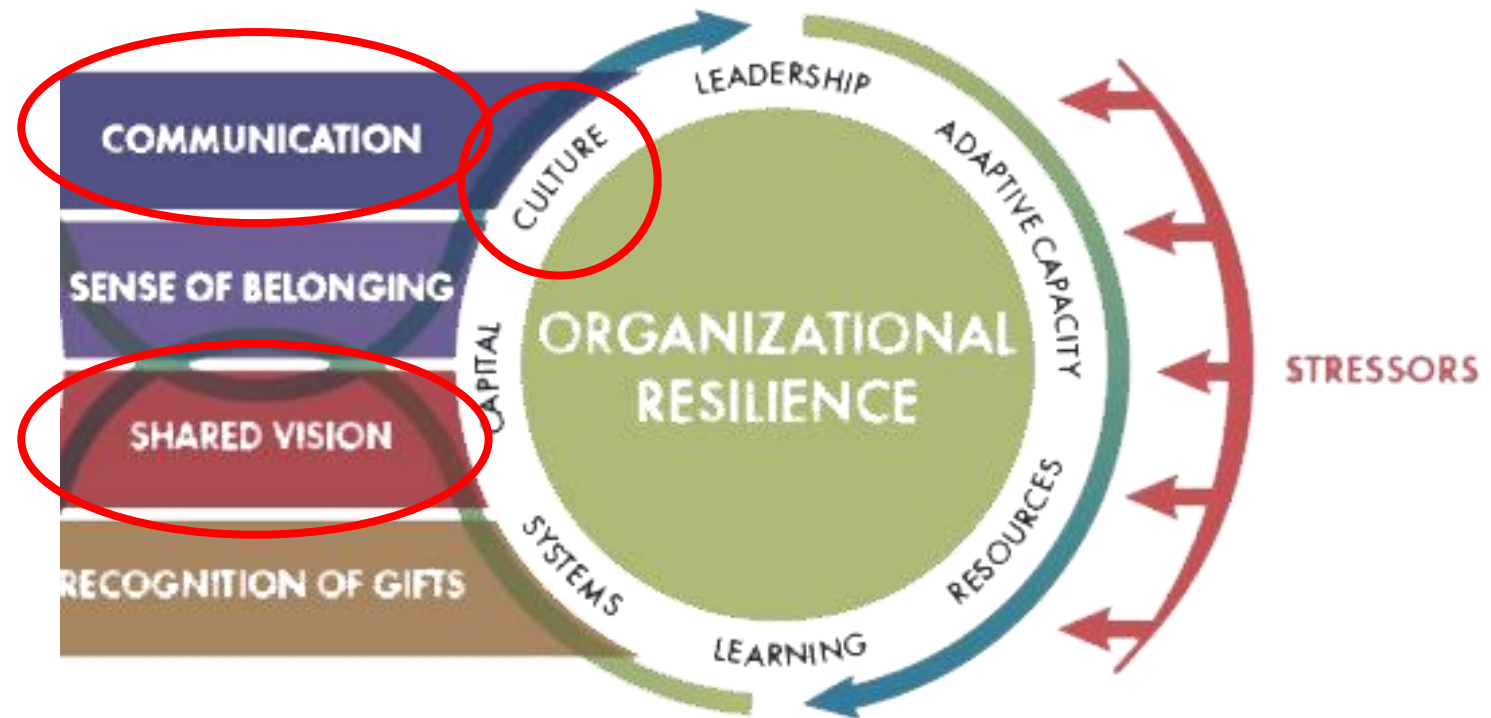 COMMUNICATION
SENSE OF BELONGING
SHARED VISION
RECOGNITION OF GIFTS
LEADERSHIP
ADAPTIVE CAPACITY
RESOURCES
LEARNING
SYSTEMS
CAPITAL
CULTURE
ORGANIZATIONAL
RESILIENCE
STRESSORS